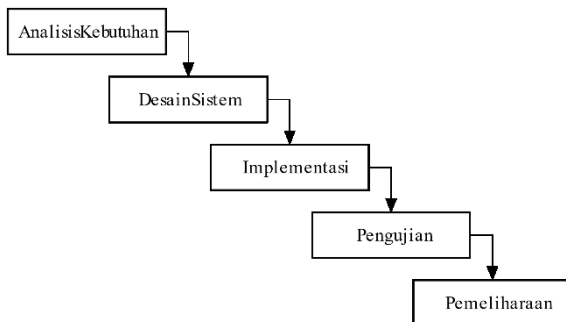 AnalisisKebutuhan
DesainSistem
Implementasi
Pengujian
Pemeliharaan